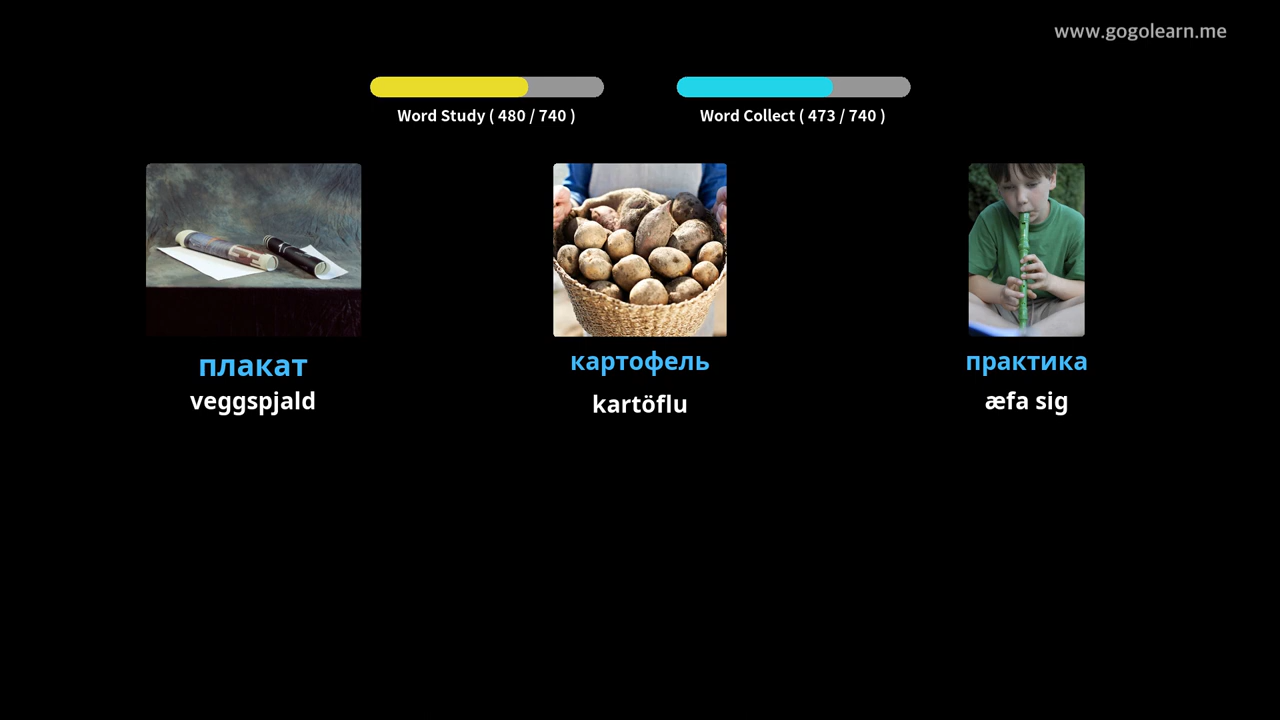 www.gogolearn.me
Word Study ( 480 / 740 )
Word Collect ( 473 / 740 )
плакат
veggspjald
картофель
kartöflu
практика
æfa sig